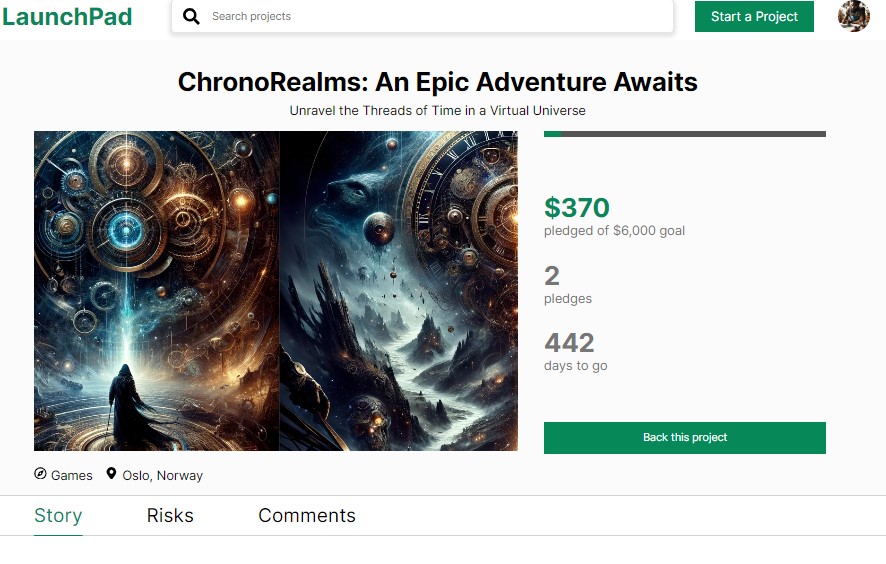 LaunchPad
Search projects
Start a Project
ChronoRealms: An Epic Adventure Awaits
Unravel the Threads of Time in a Virtual Universe
$370
pledged of $6,000 goal
2
pledges
442
days to go
Back this project
Games
Oslo, Norway
Story
Risks
Comments